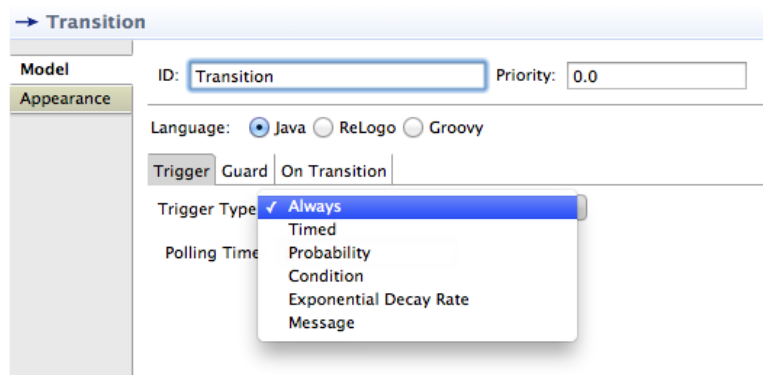 Transition
Model
Appearance
ID: Transition Priority: 0.0
Language: Java ReLogo Groovy
Trigger Guard On Transition
Trigger Type ✓ Always
Timed
Polling Time Probability
Condition
Exponential Decay Rate
Message